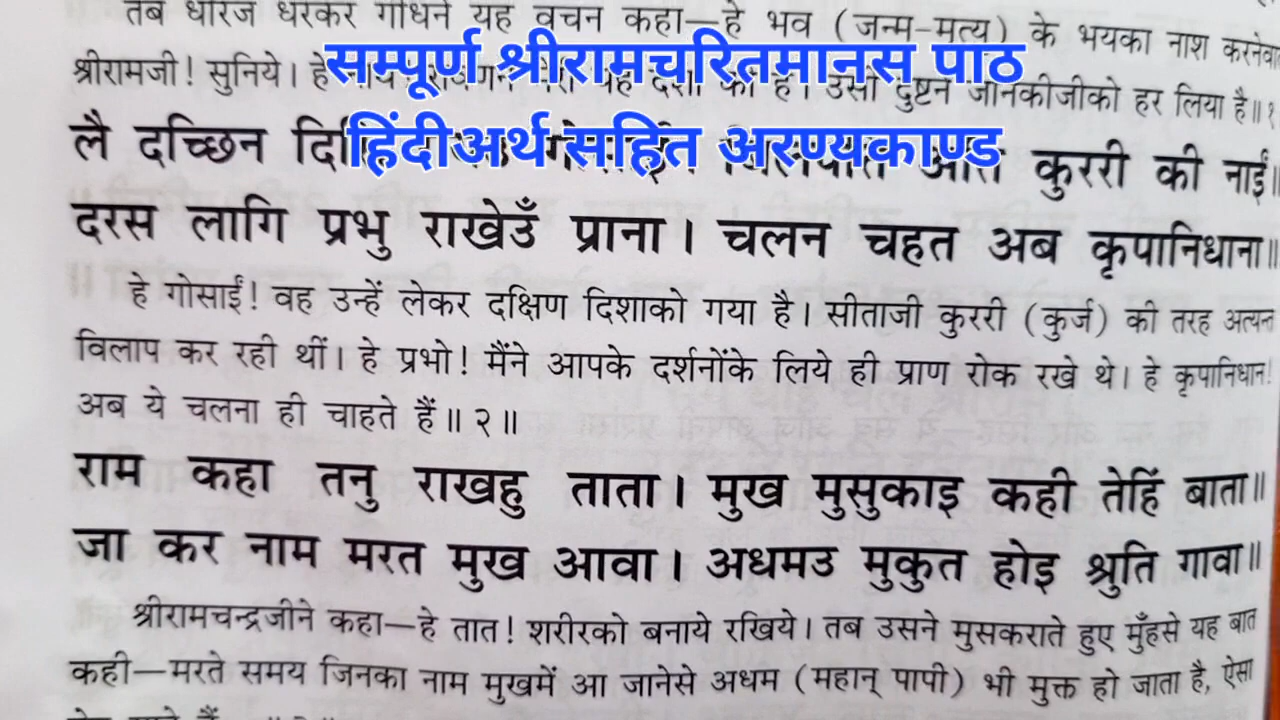 तब धीरज धरकर गीधने यह वचन कहा—हे भव (जन्म-मृत्यु) के भयका नाश करनेवाले
सम्पूर्ण श्रीरामचरितमानस पाठ
हिंदीअर्थ सहित अरण्यकाण्ड
श्रीरामजी! सुनिये। हे दशा की है। उसी दुष्टने जानकीजीको हर लिया है॥१
लै दच्छिन कुररी की नाईं॥
दरस लागि प्रभु राखेउँ प्राना। चलन चहत अब कृपानिधाना॥
हे गोसाईं! वह उन्हें लेकर दक्षिण दिशाको गया है। सीताजी कुररी (कुर्ज) की तरह अत्यन
विलाप कर रही थीं। हे प्रभो! मैंने आपके दर्शनोंके लिये ही प्राण रोक रखे थे। हे कृपानिधान!
अब ये चलना ही चाहते हैं॥२॥
राम कहा तनु राखहु ताता। मुख मुसुकाइ कही तेहिं बाता॥
जा कर नाम मरत मुख आवा। अधमउ मुकुत होइ श्रुति गावा॥
श्रीरामचन्द्रजीने कहा—हे तात! शरीरको बनाये रखिये। तब उसने मुसकराते हुए मुँहसे यह बात
कही—मरते समय जिनका नाम मुखमें आ जानेसे अधम (महान् पापी) भी मुक्त हो जाता है, ऐसा